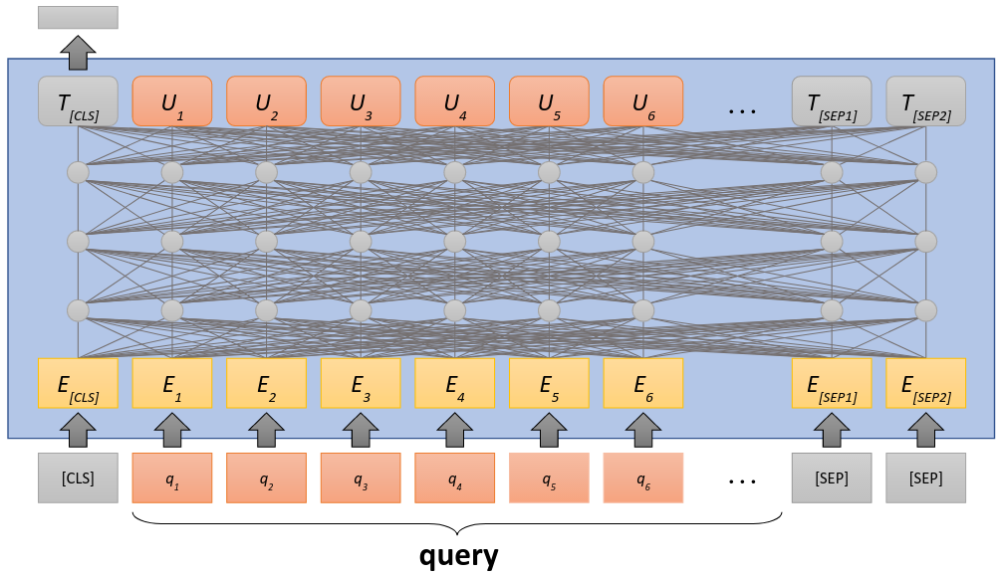 T[CLS] U1 U2 U3 U4 U5 U6 ... T[SEP1] T[SEP2]
E[CLS] E1 E2 E3 E4 E5 E6 E[SEP1] E[SEP2]
[CLS] q1 q2 q3 q4 q5 q6 ... [SEP] [SEP]
query